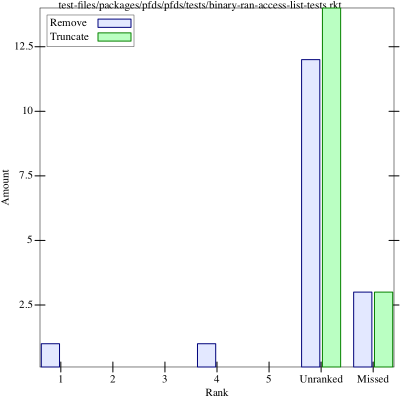 test-files/packages/pfds/pfds/tests/binary-ran-access-list-tests.rkt
Remove
Truncate
12.5
10
7.5
5
2.5
Amount
1 2 3 4 5 Unranked Missed
Rank